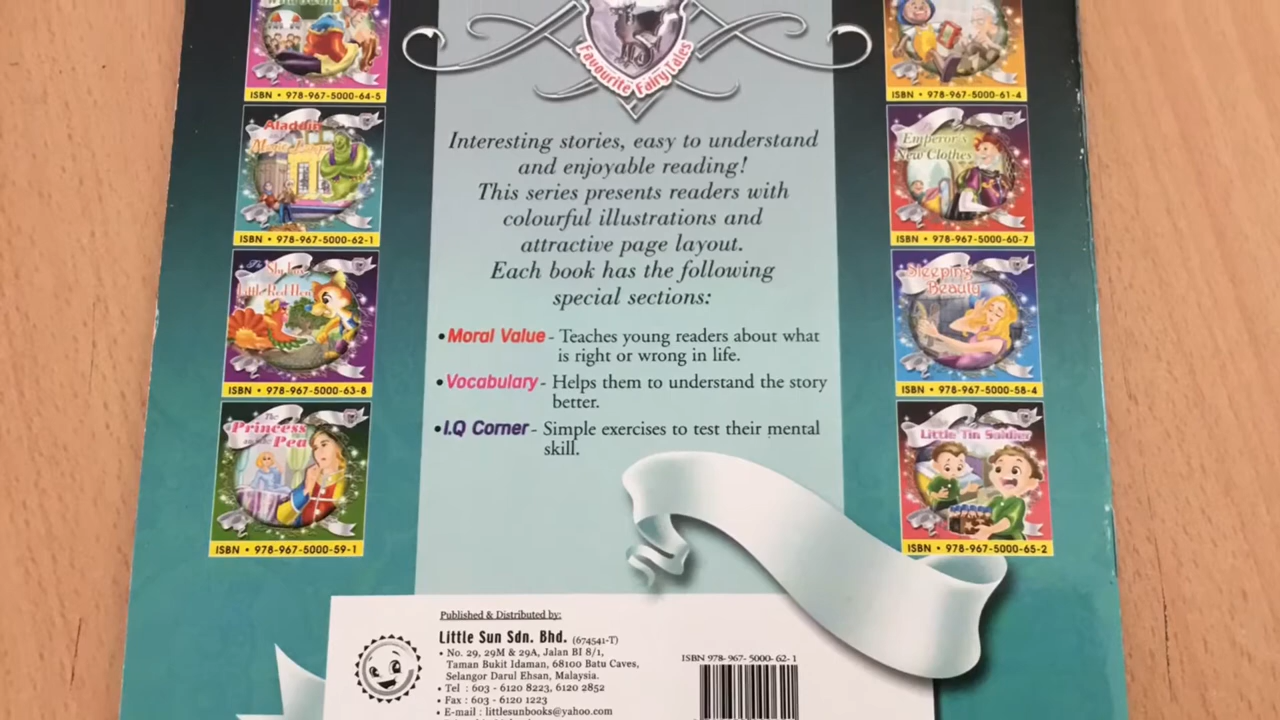 ISBN • 978-967-5000-64-5
Aladdin
Magic Lamp
ISBN • 978-967-5000-62-1
The Sly Fox
Little Red Hen
ISBN • 978-967-5000-63-8
The
Princess
and the
Pea
ISBN • 978-967-5000-59-1
Favourite Fairy Tales
Interesting stories, easy to understand
and enjoyable reading!
This series presents readers with
colourful illustrations and
attractive page layout.
Each book has the following
special sections:
•Moral Value - Teaches young readers about what
is right or wrong in life.
•Vocabulary - Helps them to understand the story
better.
•I.Q Corner - Simple exercises to test their mental
skill.
ISBN • 978-967-5000-61-4
Emperor's
New Clothes
ISBN • 978-967-5000-60-7
Sleeping
Beauty
ISBN • 978-967-5000-58-4
Little Tin Soldier
ISBN • 978-967-5000-65-2
Published & Distributed by:
Little Sun Sdn. Bhd. (674541-T)
• No. 29, 29M & 29A, Jalan BI 8/1,
Taman Bukit Idaman, 68100 Batu Caves,
Selangor Darul Ehsan, Malaysia.
• Tel : 603 - 6120 8223, 6120 2852
• Fax : 603 - 6120 1223
• E-mail : littlesunbooks@yahoo.com
ISBN 978- 967- 5000- 62- 1